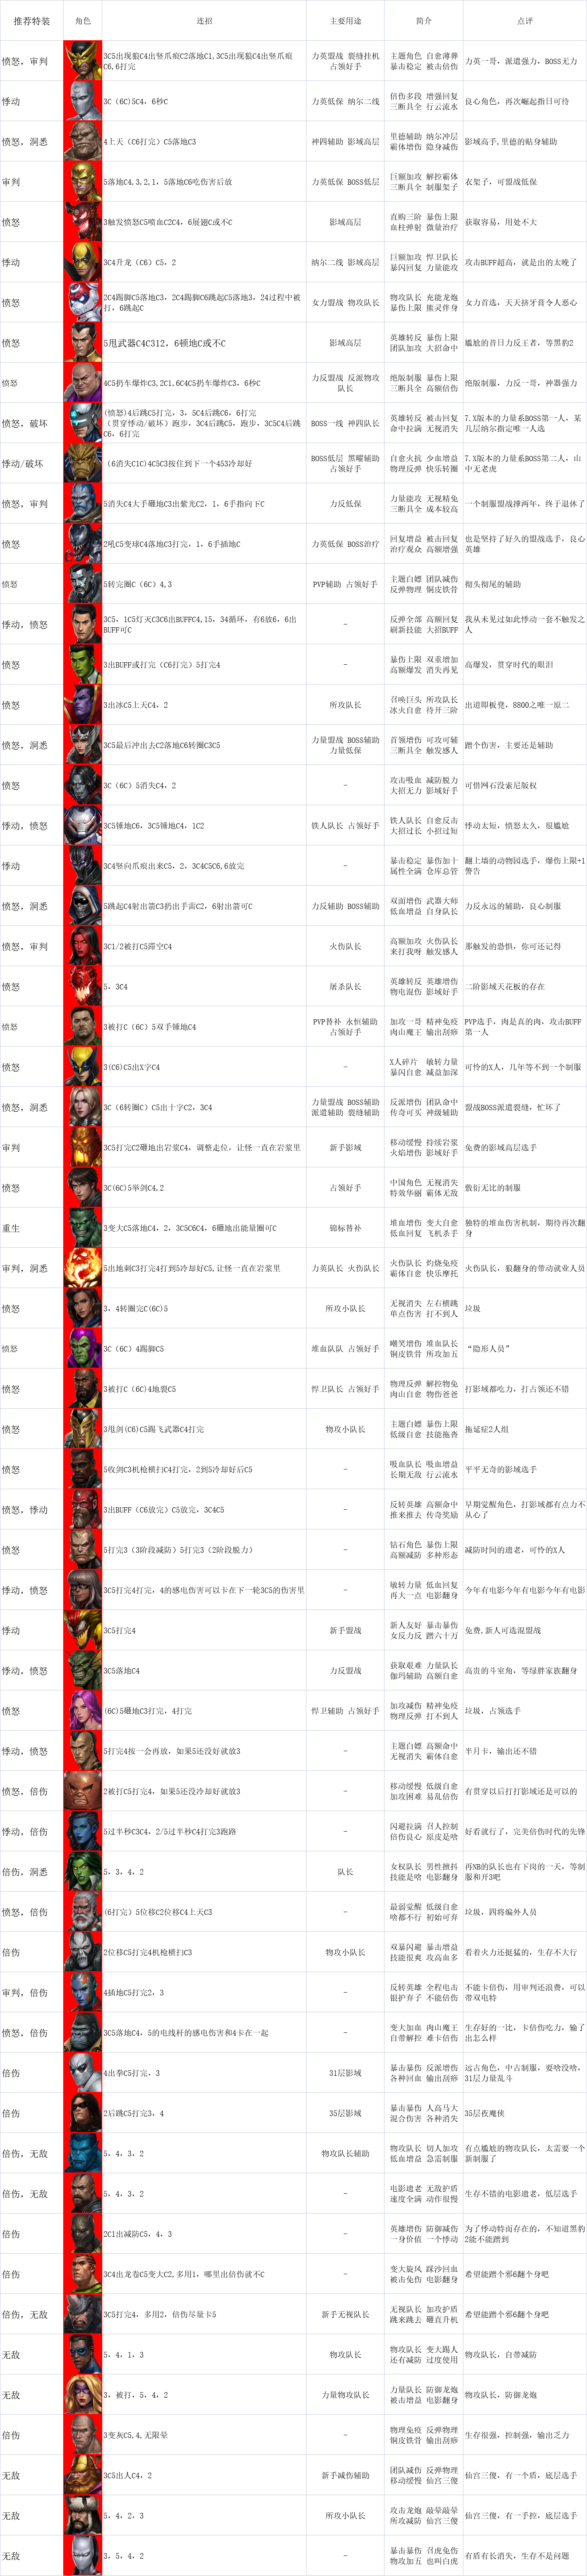 推荐特装 角色 连招 主要用途 简介 点评
愤怒, 审判 3C5出现狼C4出竖爪痕C2落地C1,3C5出现狼C4出竖爪痕C6,6打完 力英盟战 裂缝挂机 占领好手 主题角色 自愈薄弹 暴击稳定 被击倍伤 力英一哥，派遣强力，BOSS无力
悸动 3C（6C)5C4，6秒C 力英低保 纳尔二线 倍伤多段 增强回复 三断具全 行云流水 良心角色，再次崛起指日可待
愤怒，洞悉 4上天（C6打完）C5落地C3 神四辅助 影域高层 里德辅助 纳尔冲层 霸体增伤 隐身减伤 影域高手,里德的贴身辅助
审判 5落地C4,3,2,1，5落地C6吃伤害后放 力英低保 BOSS低层 巨额加攻 解控霸体 三断具全 制服架子 衣架子，可盟战低保
愤怒 3触发愤怒C5喷血C2C4，6展翅C或不C 影域高层 直购三阶 暴伤上限 血柱弹射 微量治疗 获取容易，用处不大
悸动 3C4升龙（C6）C5，2 纳尔二线 影域高层 巨额加攻 悍卫队长 暴闪回复 力量能攻 攻击BUFF超高，就是出的太晚了
愤怒 2C4踢脚C5落地C3，2C4踢脚C6跳起C5落地3，24过程中被打，6跳起C 女力盟战 物攻队长 物攻队长 充能龙炮 暴伤上限 熊灵伴身 女力首选，天天挤牙膏令人恶心
愤怒 5甩武器C4C312，6顿地C或不C 影域高层 英雄转反 暴伤上限 团队加攻 大招命中 尴尬的昔日力反王者，等黑豹2
愤怒 4C5扔车爆炸C3,2C1,6C4C5扔车爆炸C3，6秒C 力反盟战 反派物攻队长 绝版制服 暴伤上限 三断具全 高额倍伤 绝版制服，力反一哥，神器强力
愤怒，破坏 (愤怒)4后跳C5打完，3，5C4后跳C6，6打完 （贯穿悸动/破坏）跑步，3C4后跳C5，跑步，3C5C4后跳C6，6打完 BOSS一线 神四队长 英雄转反 被击回复 命中拉满 无视消失 7.X版本的力量系BOSS第一人，某几层纳尔指定唯一人选
悸动/破坏 （6消失C1C)4C5C3按住到下一个453冷却好 BOSS低层 黑曜辅助 占领好手 自愈火抗 少血增益 物理反弹 快乐转圈 7.X版本的力量系BOSS第二人，山中无老虎
愤怒，审判 5消失C4大手砸地C3出紫光C2，1，6手指向下C 力反低保 力量能攻 无视精免 三断具全 成本较高 一个制服盟战撑两年，终于退休了
愤怒 2吼C5变球C4落地C3打完，1，6手插地C 力英低保 BOSS治疗 回复增益 被击回复 治疗观众 高额增强 也是坚持了好久的盟战选手，良心英雄
愤怒 5转完圈C（6C）4,3 PVP辅助 占领好手 主题白嫖 团队减伤 反弹物理 铜皮铁骨 彻头彻尾的辅助
悸动，愤怒 3C5，1C5灯灭C3C6出BUFFC4,15，34循环，有6放6，6出BUFF可C - 反弹全部 高额回复 刷新技能 大招BUFF 我从未见过如此悸动一套不触发之人
愤怒 3出BUFF或打完（C6打完）5打完4 - 暴伤上限 双重增加 高额爆发 消失再见 高爆发，贯穿时代的眼泪
愤怒 3出冰C5上天C4，2 所攻队长 召唤巨头 所攻队长 冰火自愈 待开三阶 出道即板凳，8800之唯一原二
愤怒，洞悉 3C5最后冲出去C2落地C6转圈C3C5 力量盟战 BOSS辅助 力量低保 首领增伤 可攻可辅 三断具全 触发感人 蹭个伤害，主要还是辅助
愤怒 3C（6C）5消失C4，2 - 攻击吸血 减防脱力 大招无力 影域好手 可惜网石没索尼版权
悸动，愤怒 3C5锤地C6，3C5锤地C4，1C2 铁人队长 占领好手 铁人队长 自愈反击 大招过长 小招过短 悸动太短，愤怒太久，很尴尬
悸动 3C4竖向爪痕出来C5，2，3C4C5C6,6放完 - 暴击稳定 暴伤加十 属性全满 仓库总管 翻上墙的动物园选手，爆伤上限+1警告
愤怒，洞悉 5跳起C4射出箭C3扔出手雷C2，6射出箭可C 力反辅助 BOSS辅助 双面增伤 武器大师 低血增益 自身队长 力反永远的辅助，良心制服
愤怒，审判 3C1/2被打C5滞空C4 火伤队长 高额加攻 火伤队长 来打我呀 触发感人 那触发的恐惧，你可还记得
愤怒 5，3C4 屠杀队长 英雄转反 英雄增伤 物电混伤 影域好手 二阶影域天花板的存在
愤怒 3被打C（6C）5双手锤地C4 PVP替补 永恒辅助 占领好手 加攻一哥 精神免疫 肉山魔王 输出刮痧 PVP选手，肉是真的肉，攻击BUFF第一人
愤怒 3(C6)C5出X字C4 - X人碎片 敏转力量 暴闪自愈 减益加深 可怜的X人，几年等不到一个制服
愤怒，洞悉 3C（6转圈C）C5出十字C2，3C4 力量盟战 BOSS辅助 派遣辅助 裂缝辅助 反派增伤 团队命中 传奇可买 神级辅助 盟战BOSS派遣裂缝，忙坏了
审判 3C5打完C2砸地出岩浆C4，调整走位，让怪一直在岩浆里 新手影域 移动缓慢 持续岩浆 火焰增伤 影域好手 免费的影域高层选手
愤怒 3C(6C)5举剑C4,2 占领好手 中国角色 无视消失 特效华丽 霸体无敌 敷衍无比的制服
重生 3变大C5落地C4，2，3C5C6C4，6砸地出能量圈可C 锦标替补 堆血增伤 变大自愈 低血回复 飞机杀手 独特的堆血伤害机制，期待再次翻身
审判，洞悉 5出地刺C3打完4打到5冷却好C5,让怪一直在岩浆里 力英队长 火伤队长 火伤队长 灼烧免疫 霸体自愈 快乐摩托 火伤队长，狠翻身的带动就业人员
愤怒 3，4转圈完C(6C)5 所攻小队长 无视消失 左右横跳 单点伤害 打不到人 垃圾
愤怒 3C（6C）4踢脚C5 堆血队队 占领好手 嘲笑增伤 堆血队长 铜皮铁骨 所攻加五 “隐形人员”
愤怒 3被打C（6C)4地裂C5 悍卫队长 占领好手 物理反弹 解控物免 肉山自愈 物伤爸爸 打影域都吃力，打占领还不错
愤怒 3甩剑(C6)C5踢飞武器C4打完 物攻小队长 主题白嫖 暴伤上限 低级自愈 技能拖沓 拖延症2人组
愤怒 5收剑C3机枪横扫C4打完，2到5冷却好后C5 - 吸血队长 吸血增益 长期无敌 行云流水 平平无奇的影域选手
愤怒，悸动 3出BUFF（C6放完）C5放完，3C4C5 - 反转英雄 高额命中 推来推去 传奇奖励 早期觉醒角色，打影域都有点力不从心了
愤怒 5打完3（3阶段减防）5打完3（2阶段脱力） - 钻石角色 暴伤上限 高额减防 多种形态 减防时间的遗老，可怜的X人
悸动，愤怒 3C5打完4打完，4的感电伤害可以卡在下一轮3C5的伤害里 - 敏转力量 低血回复 再大一点 电影翻身 今年有电影今年有电影今年有电影
悸动 3C5打完4 新手盟战 新人友好 暴击暴伤 女反力反 蹭六十万 免费,新人可选混盟战
悸动，愤怒 3C5落地C4 力反盟战 获取艰难 力量队长 伽玛辅助 高额自愈 高贵的斗室角，等绿胖家族翻身
愤怒 (6C)5砸地C3打完，4打完 悍卫辅助 占领好手 加攻减伤 精神免疫 物理反弹 打不到人 垃圾，占领选手
悸动，愤怒 5打完4按一会再放，如果5还没好就放3 - 主题白嫖 高额命中 无视消失 霸体自愈 半月卡，输出还不错
愤怒，倍伤 2被打C5打完4，如果5还没冷却好就放3 - 移动缓慢 低级自愈 加攻困难 易乱倍伤 有贯穿以后打打影域还是可以的
悸动，倍伤 5过半秒C3C4，2/5过半秒C4打完3跑路 - 闪避拉满 召人控制 倍伤良心 原皮是啥 好看就行了，完美倍伤时代的先锋
倍伤，洞悉 5，3，4，2 队长 女权队长 男性擀抖 技能是啥 电影翻身 再NB的队长也有下岗的一天，等制服和开3吧
愤怒，倍伤 (6打完）5位移C2位移C4上天C3 - 最弱觉醒 低级自愈 啥都不行 初始可弃 垃圾，四将编外人员
倍伤 2位移C5打完4机枪横扫C3 物攻小队长 双暴闪避 暴击增益 技能很爽 攻高血多 看着火力还挺猛的，生存不大行
审判，倍伤 4插地C5打完2，3 - 反转英雄 全程电击 银护弃子 不能倍伤 不能卡倍伤，用审判还浪费，可以带双电特
愤怒，倍伤 3C5落地C4，5的电线杆的感电伤害和4卡在一起 - 变大加血 肉山魔王 自带解控 难卡倍伤 生存好的一比，卡倍伤吃力，输了出怎么样
倍伤 4出拳C5打完，3 31层影域 暴击暴伤 反派增伤 各种回血 输出刮痧 远古角色，中古制服，要啥没啥，31层力量乱斗
倍伤 2后跳C5打完3，4 35层影域 暴击暴伤 人高马大 混合伤害 各种消失 35层夜魔侠
倍伤，无敌 5，4，3，2 物攻队长辅助 物攻队长 切人加攻 低血增益 急需制服 有点尴尬的物攻队长，太需要一个新制服了
倍伤，无敌 5，4，3，2 - 电影遗老 无敌护盾 速度全满 动作很慢 生存不错的电影遗老，低层选手
倍伤 2C1出减防C5，4，3 - 英雄增伤 防御减伤 一身价值 一个悸动 为了悸动特而存在的，不知道黑豹2能不能蹭到
倍伤 3C4出龙卷C5变大C2,多用1，哪里出倍伤就不C - 变大旋风 踩沙回血 被击免伤 电影翻身 希望能蹭个邪6翻个身吧
倍伤，无敌 3C5打完4，多用2，倍伤尽量卡5 新手无视队长 无视队长 加攻护盾 跳来跳去 砸直升机 希望能蹭个邪6翻个身吧
无敌 5，4，1，3 物攻队长 物攻队长 变大踢人 还有减防 过度使用 物攻队长，自带减防
无敌 3，被打，5，4，2 力量物攻队长 力量队长 防御龙炮 被击增益 电影翻身 物攻队长，防御龙炮
倍伤 3变灰C5,4,无限晕 - 物理免疫 反弹物理 铜皮铁骨 输出刮痧 生存很强，控制强，输出乏力
无敌 3C5出人C4，2 新手减伤辅助 团队减伤 反弹物理 移动缓慢 仙宫三傻 仙宫三傻，有一个盾，底层选手
无敌 5，4，2，3 所攻小队长 攻击龙炮 敲晕敲晕 所攻减防 仙宫三傻 仙宫三傻，有一手控，底层选手
无敌 3，5，4，2 - 暴击暴伤 召虎免伤 物攻加五 也叫白虎 有盾有长消失，生存不是问题